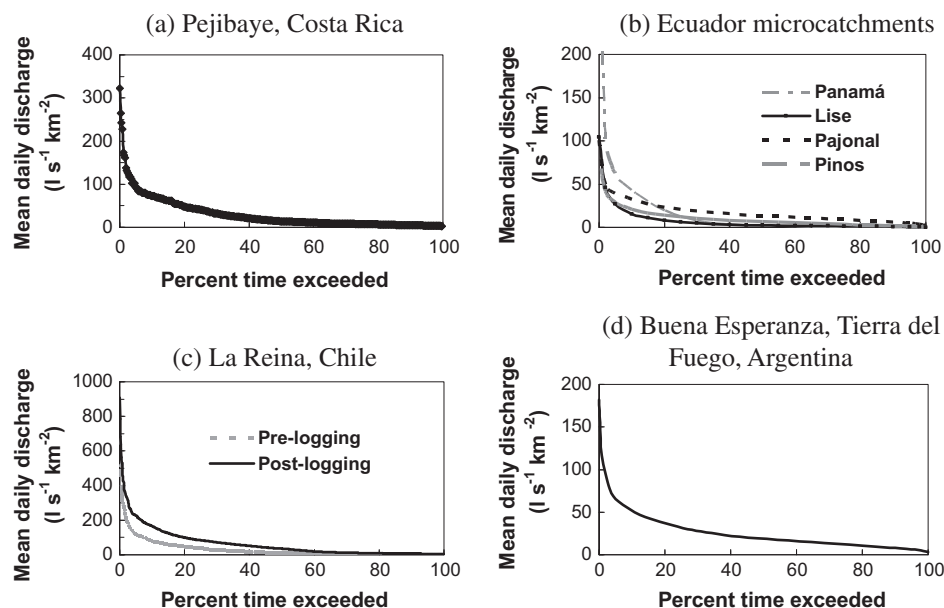 (a) Pejibaye, Costa Rica
Mean daily discharge
(l s-1 km-2)
400
300
200
100
0
0 20 40 60 80 100
Percent time exceeded
(b) Ecuador microcatchments
Mean daily discharge
(l s-1 km-2)
200
150
100
50
0
Panamá
Lise
Pajonal
Pinos
0 20 40 60 80 100
Percent time exceeded
(c) La Reina, Chile
Mean daily discharge
(l s-1 km-2)
1000
800
600
400
200
0
Pre-logging
Post-logging
0 20 40 60 80 100
Percent time exceeded
(d) Buena Esperanza, Tierra del
Fuego, Argentina
Mean daily discharge
(l s-1 km-2)
200
150
100
50
0
0 20 40 60 80 100
Percent time exceeded